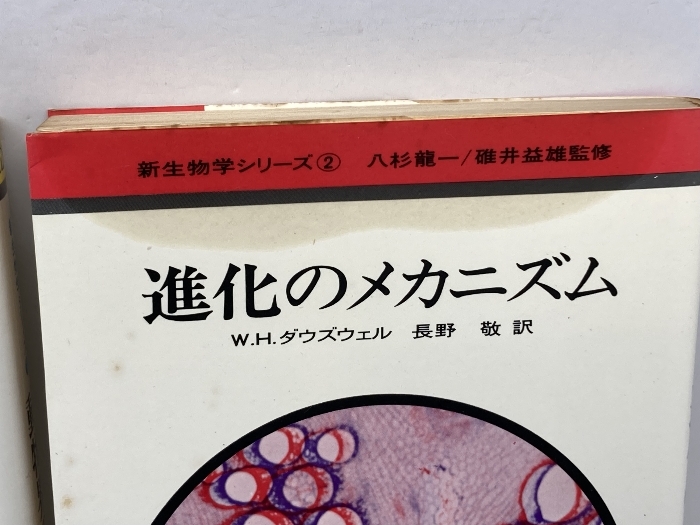 新生物学シリーズ② 八杉龍一/碓井益雄監修
進化のメカニズム
W.H.ダウズウェル 長野 敬 訳